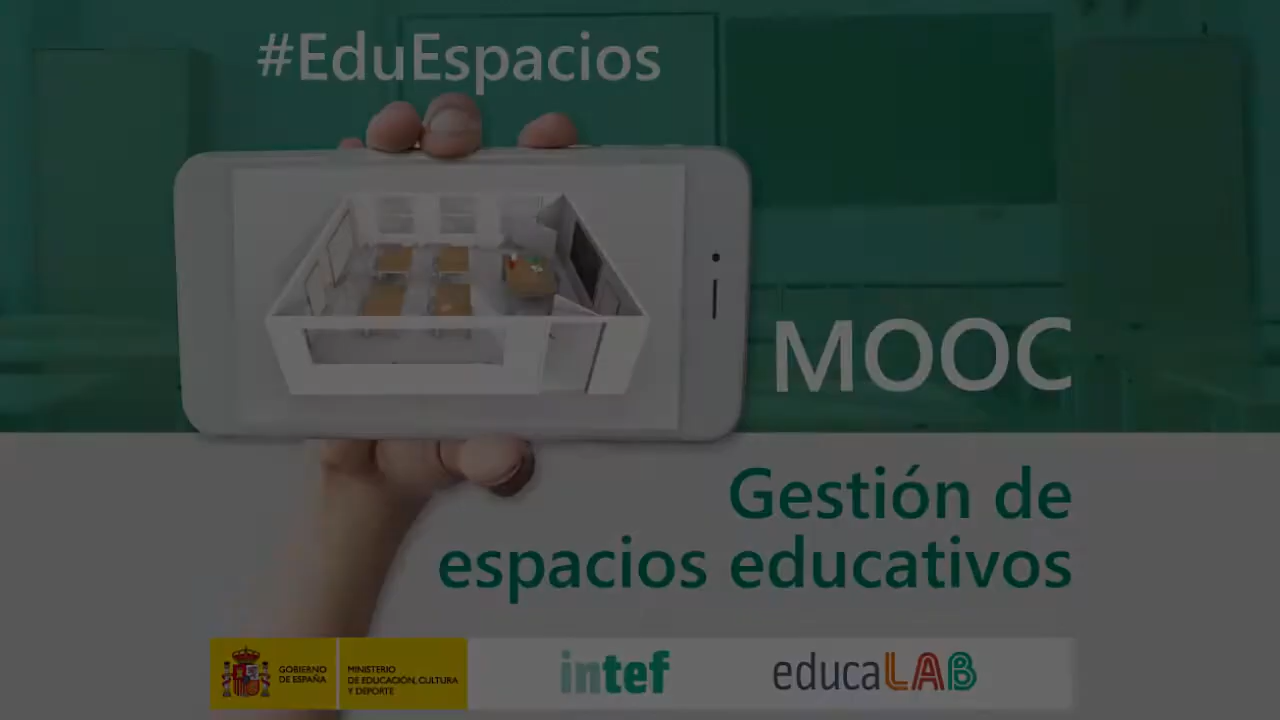 #EduEspacios
MOOC
Gestión de
espacios educativos
GOBIERNO
DE ESPAÑA
MINISTERIO
DE EDUCACIÓN, CULTURA
Y DEPORTE
intef
educaLAB